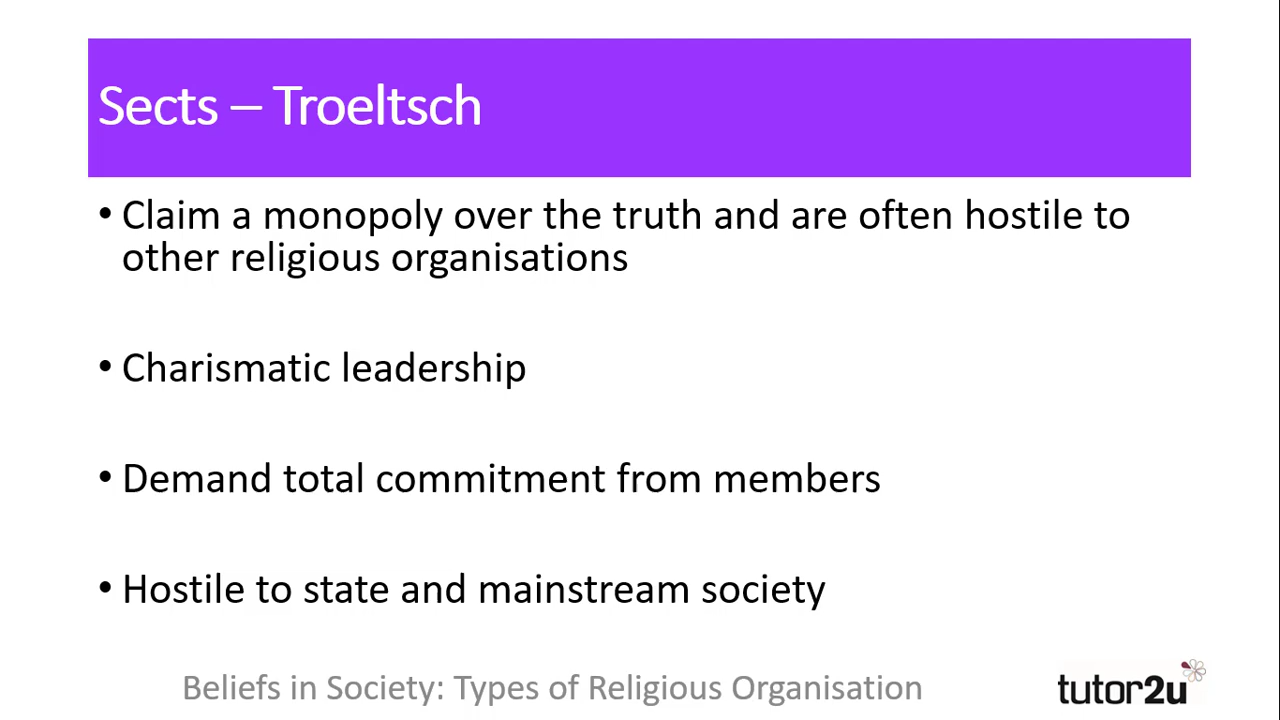 Sects – Troeltsch
• Claim a monopoly over the truth and are often hostile to
other religious organisations
• Charismatic leadership
• Demand total commitment from members
• Hostile to state and mainstream society
Beliefs in Society: Types of Religious Organisation
tutor2u